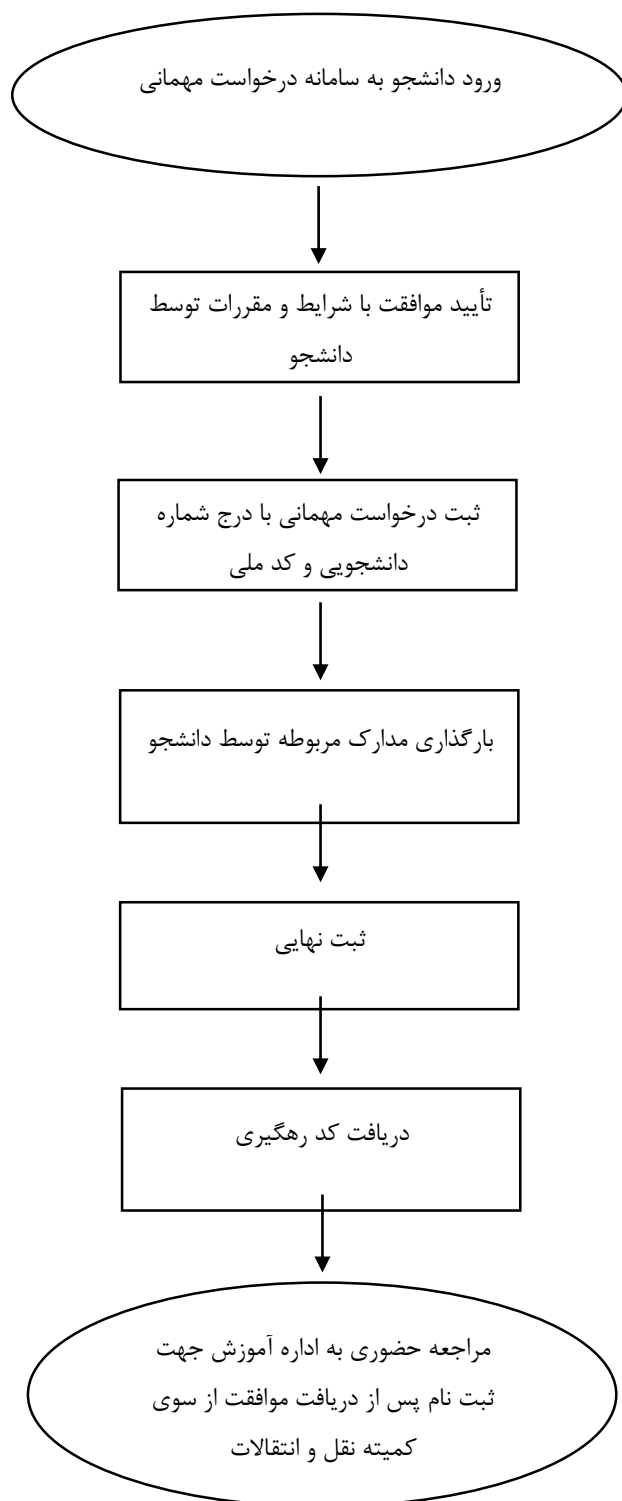 ورود دانشجو به سامانه درخواست مهمانی
تأیید موافقت با شرایط و مقررات توسط
دانشجو
ثبت درخواست مهمانی با درج شماره
دانشجویی و کد ملی
بارگذاری مدارک مربوطه توسط دانشجو
ثبت نهایی
دریافت کد رهگیری
مراجعه حضوری به اداره آموزش جهت
ثبت نام پس از دریافت موافقت از سوی
کمیته نقل و انتقالات